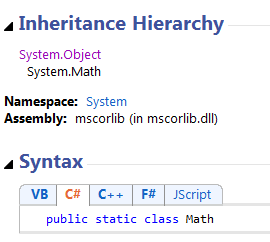 Inheritance Hierarchy
System.Object
System.Math
Namespace: System
Assembly: mscorlib (in mscorlib.dll)
Syntax
VB C# C++ F# JScript
public static class Math